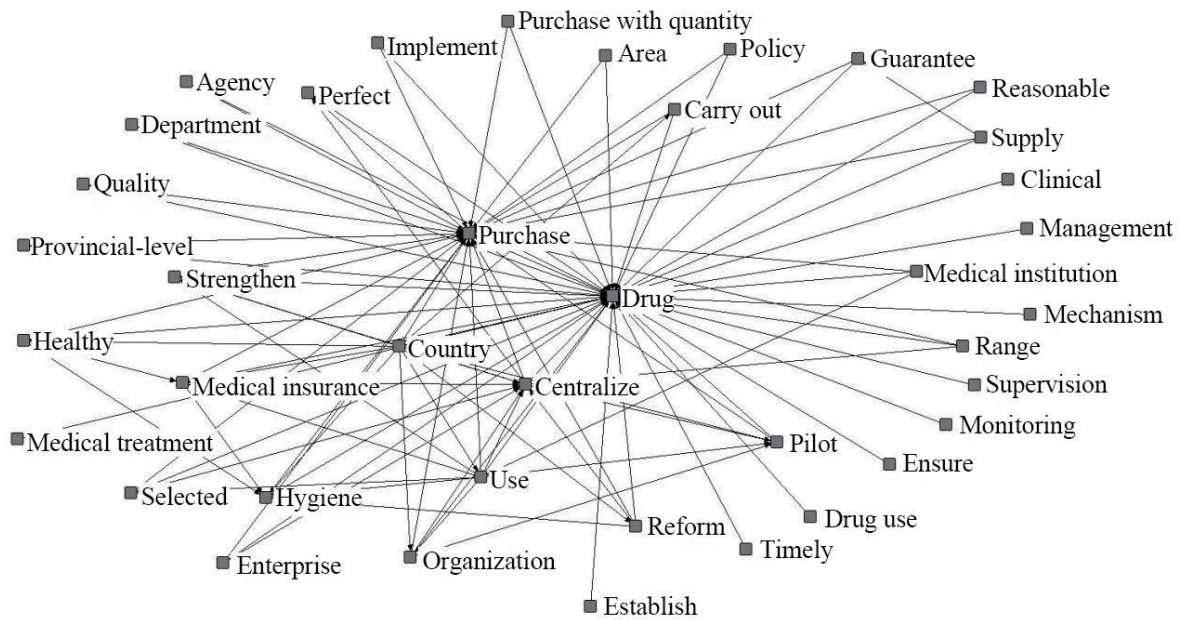 Purchase with quantity
Implement
Area
Policy
Guarantee
Agency
Perfect
Reasonable
Carry out
Department
Supply
Quality
Clinical
Purchase
Management
Provincial-level
Strengthen
Medical institution
Drug
Mechanism
Healthy
Country
Range
Medical insurance
Centralize
Supervision
Medical treatment
Monitoring
Pilot
Ensure
Use
Selected
Hygiene
Reform
Drug use
Timely
Enterprise
Organization
Establish